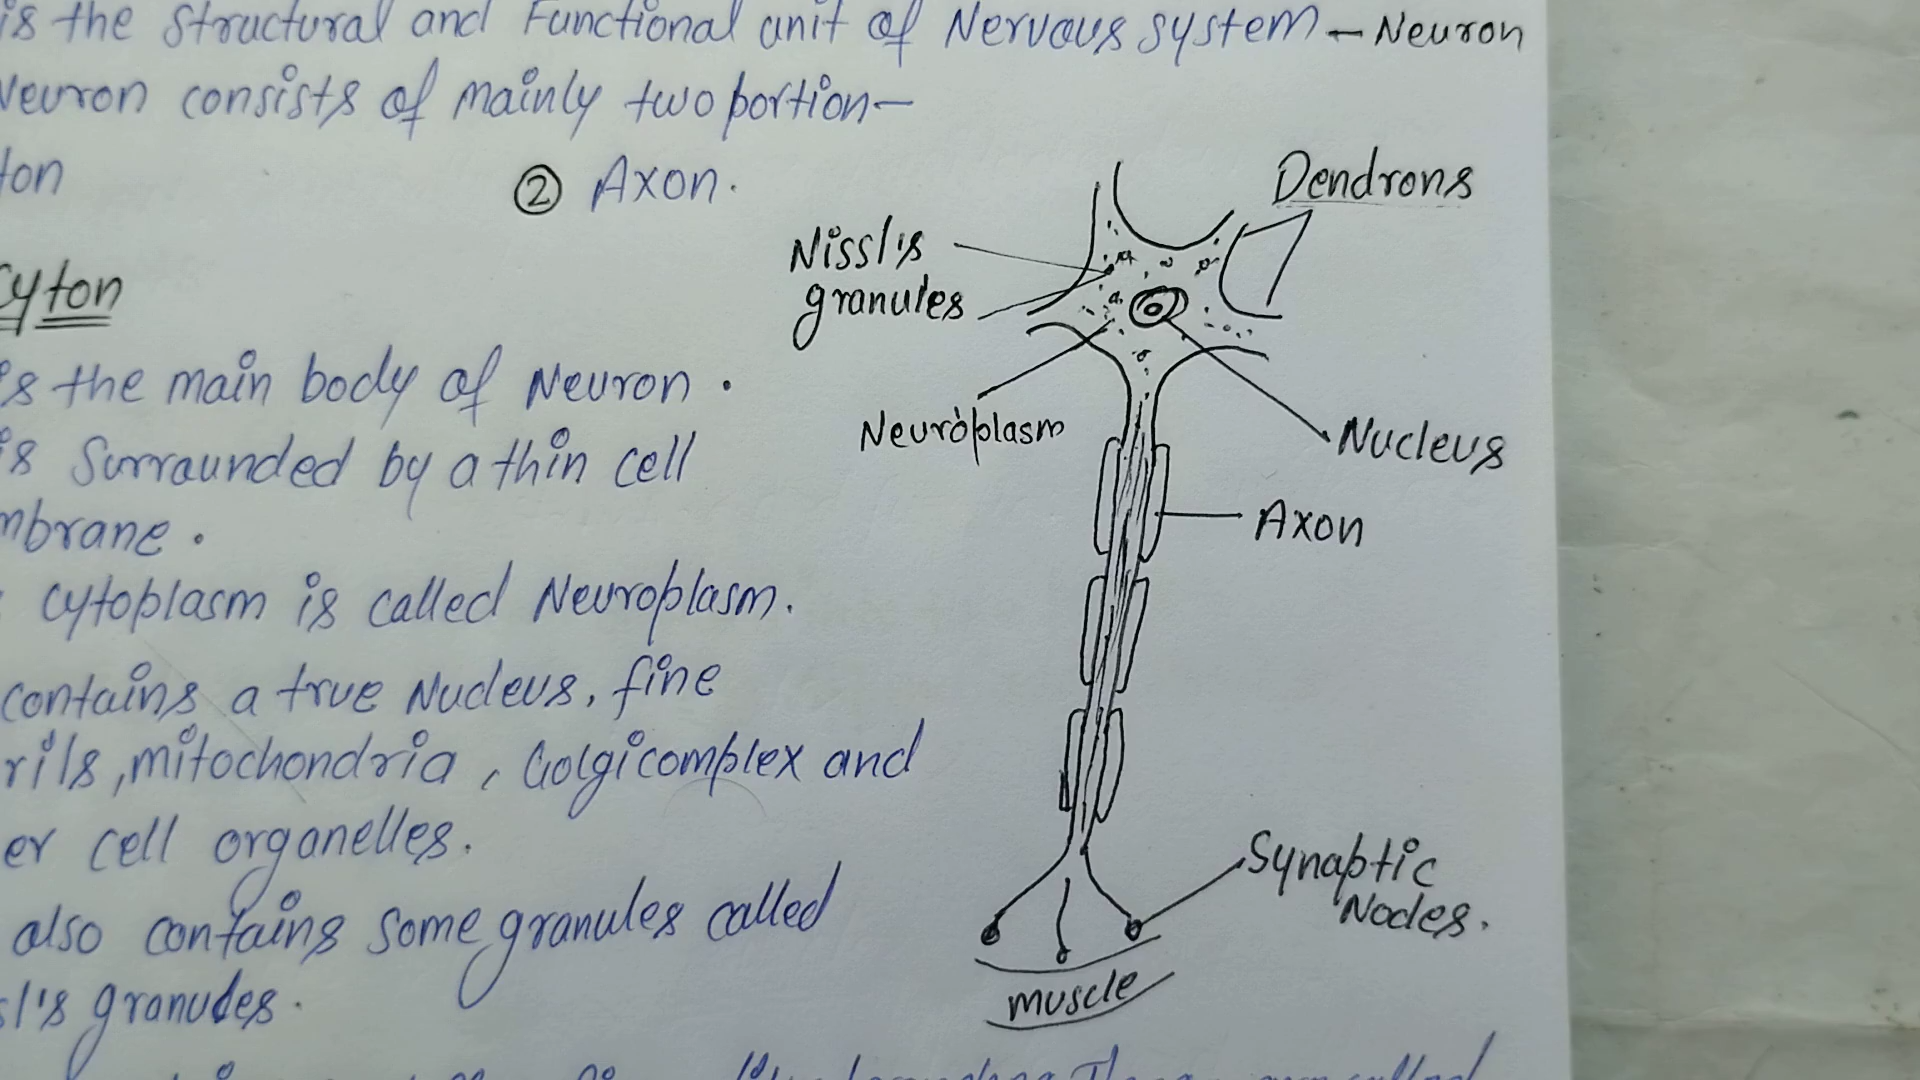 is the Structural and Functional unit of Nervous system - Neuron
Neuron consists of mainly two portion-
ton
② Axon.
Dendrons
Nissl's
granules
Cyton
is the main body of Neuron.
Neuroplasm
Nucleus
is Surraunded by a thin cell
mbrane.
Axon
cytoplasm is called Neuroplasm.
contains a true Nucleus, fine
rils, mitochondria, Golgicomplex and
er cell organelles.
Synaptic
Nodes.
also contains some granules called
sl's granules.
muscle